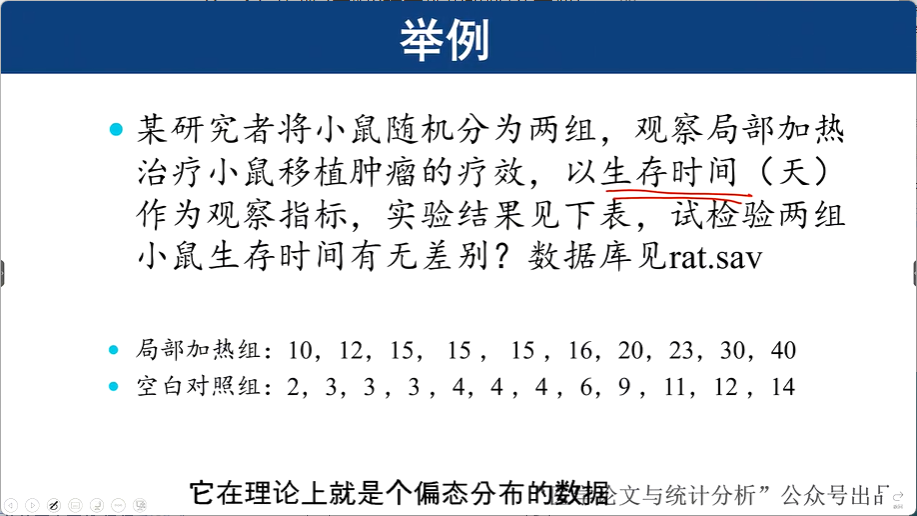 举例
某研究者将小鼠随机分为两组，观察局部加热
治疗小鼠移植肿瘤的疗效，以生存时间（天）
作为观察指标，实验结果见下表，试检验两组
小鼠生存时间有无差别？数据库见rat.sav
局部加热组：10，12，15， 15 ，15 ，16，20，23，30，40
空白对照组：2，3，3 ，3 ，4，4 ，4 ，6，9 ，11，12 ，14
它在理论上就是个偏态分布的数据
论文与统计分析”公众号出品